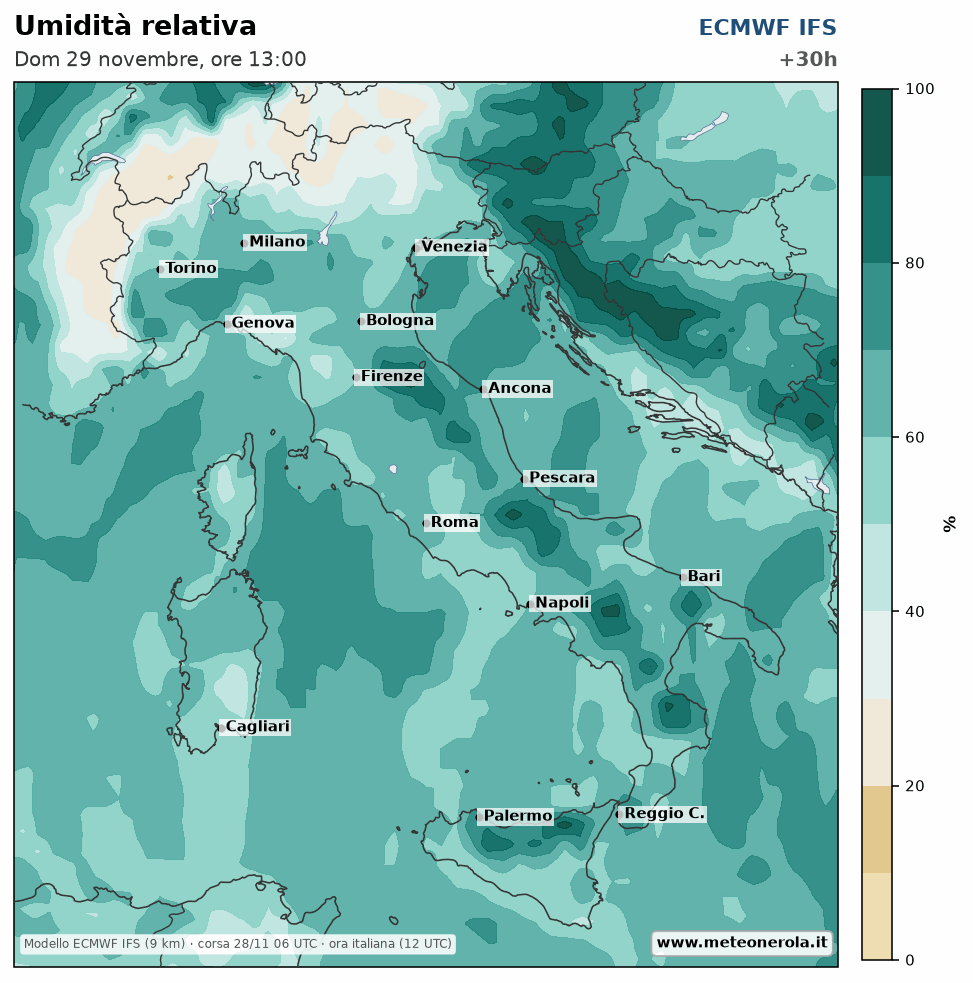 Umidità relativa
ECMWF IFS
Dom 29 novembre, ore 13:00
+30h
Milano
Venezia
Torino
Genova
Bologna
Firenze
Ancona
Pescara
Roma
Bari
Napoli
Cagliari
Palermo
Reggio C.
100
80
60
40
20
0
%
Modello ECMWF IFS (9 km) · corsa 28/11 06 UTC · ora italiana (12 UTC)
www.meteonerola.it